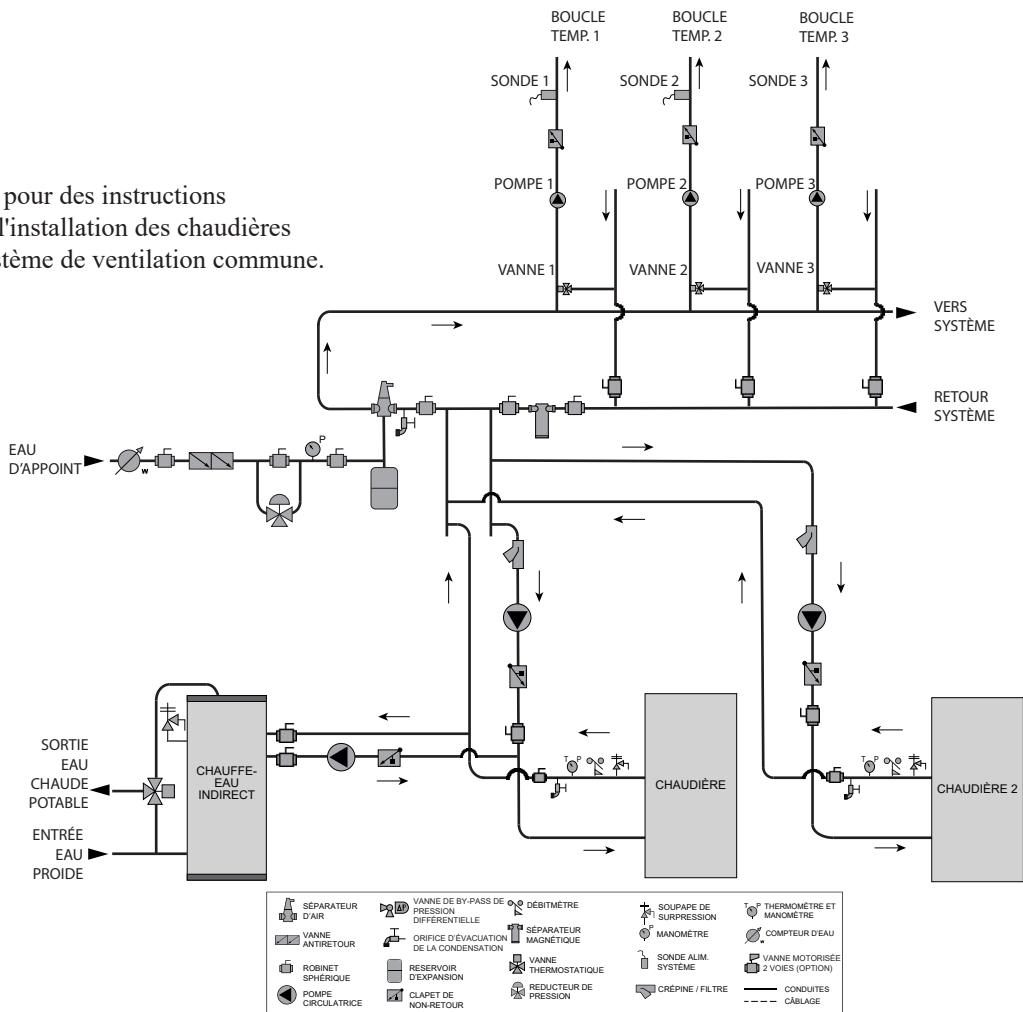 BOUCLE
TEMP. 1
BOUCLE
TEMP. 2
BOUCLE
TEMP. 3
SONDE 1
SONDE 2
SONDE 3
pour des instructions
l'installation des chaudières
stème de ventilation commune.
POMPE 1
POMPE 2
POMPE 3
VANNE 1
VANNE 2
VANNE 3
VERS
SYSTÈME
RETOUR
SYSTÈME
EAU
D'APPOINT
W
P
SORTIE
EAU
CHAUDE
POTABLE
ENTRÉE
EAU
PROIDE
CHAUFFE-
EAU
INDIRECT
T P
CHAUDIÈRE
T P
CHAUDIÈRE 2
SÉPARATEUR
D'AIR
VANNE
ANTIRETOUR
ROBINET
SPHÉRIQUE
POMPE
CIRCULATRICE
ΔP
VANNE DE BY-PASS DE
PRESSION
DIFFÉRENTIELLE
ORIFICE D'ÉVACUATION
DE LA CONDENSATION
RESERVOIR
D'EXPANSION
CLAPET DE
NON-RETOUR
DÉBITMÈTRE
SÉPARATEUR
MAGNÉTIQUE
VANNE
THERMOSTATIQUE
REDUCTEUR DE
PRESSION
SOUPAPE DE
SURPRESSION
P
MANOMÈTRE
SONDE ALIM.
SYSTÈME
CRÉPINE / FILTRE
T P
THERMOMÈTRE ET
MANOMÈTRE
W
COMPTEUR D'EAU
VANNE MOTORISÉE
2 VOIES (OPTION)
CONDUITES
CÂBLAGE